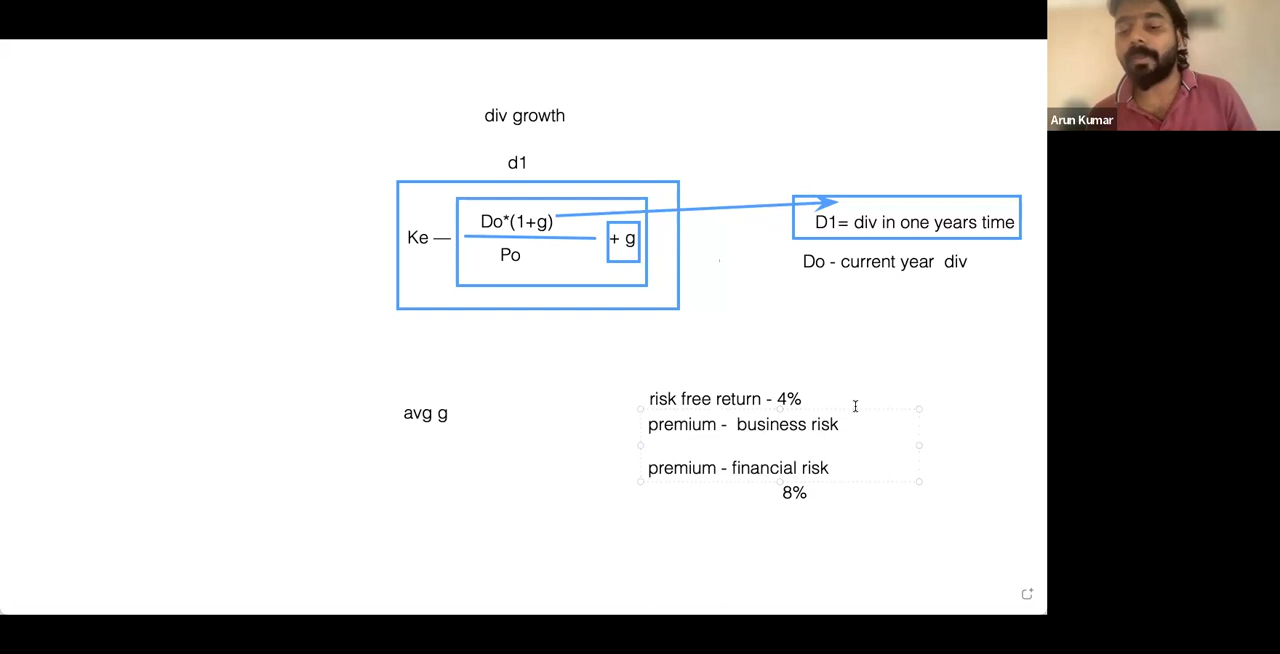 div growth
d1
Do*(1+g)
Ke —
+ g
Po
D1= div in one years time
Do - current year div
avg g
risk free return - 4%
premium - business risk
premium - financial risk
8%
Arun Kumar